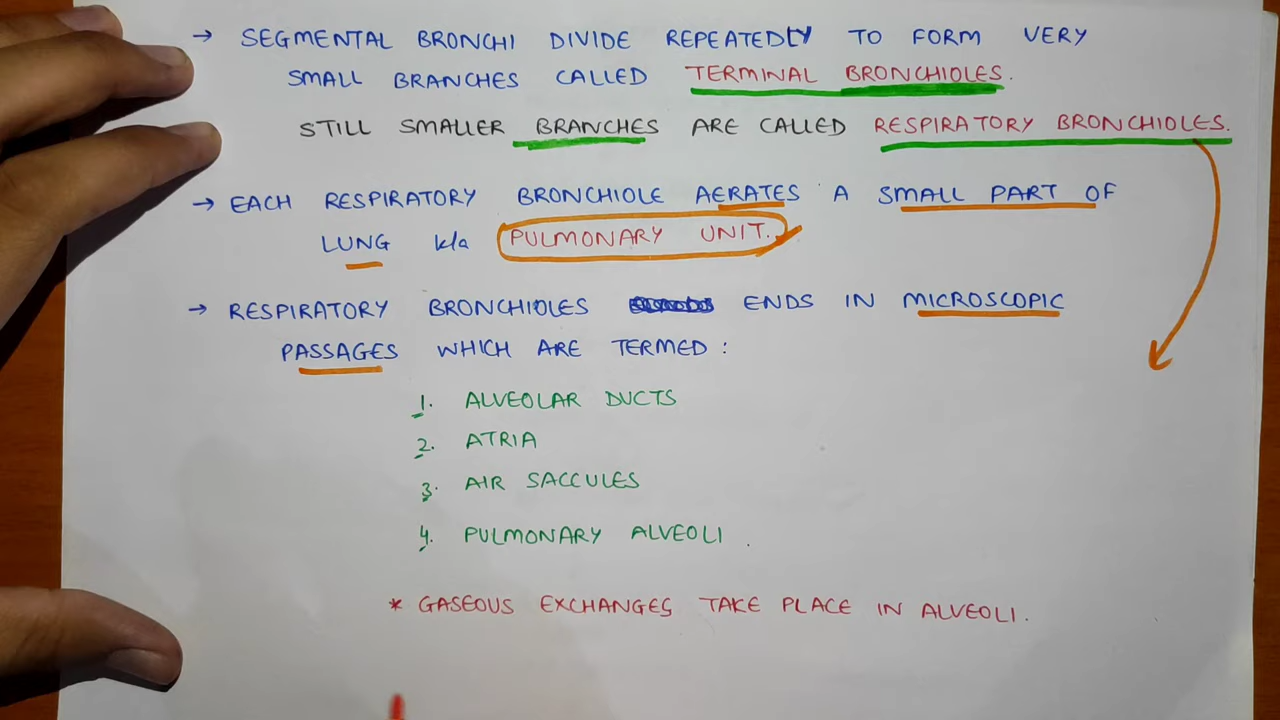 → SEGMENTAL BRONCHI DIVIDE REPEATEDLY TO FORM VERY
SMALL BRANCHES CALLED TERMINAL BRONCHIOLES.
STILL SMALLER BRANCHES ARE CALLED RESPIRATORY BRONCHIOLES.
→ EACH RESPIRATORY BRONCHIOLE AERATES A SMALL PART OF
LUNG k/a PULMONARY UNIT.
→ RESPIRATORY BRONCHIOLES ENDS IN MICROSCOPIC
PASSAGES WHICH ARE TERMED :
1. ALVEOLAR DUCTS
2. ATRIA
3. AIR SACCULES
4. PULMONARY ALVEOLI.
* GASEOUS EXCHANGES TAKE PLACE IN ALVEOLI.